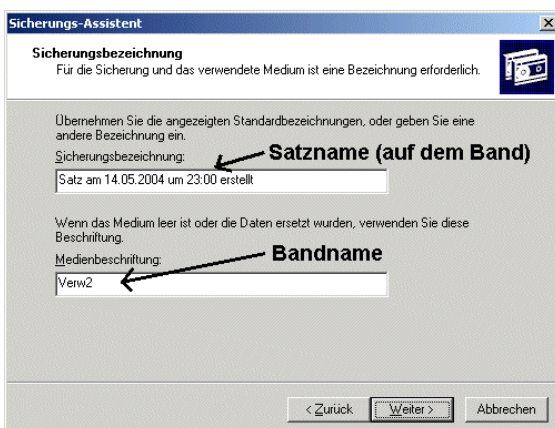 Sicherungs-Assistent
Sicherungsbezeichnung
Für die Sicherung und das verwendete Medium ist eine Bezeichnung erforderlich.
Übernehmen Sie die angezeigten Standardbezeichnungen, oder geben Sie eine
andere Bezeichnung ein.
Sicherungsbezeichnung:
Satzname (auf dem Band)
Satz am 14.05.2004 um 23:00 erstellt
Wenn das Medium leer ist oder die Daten ersetzt wurden, verwenden Sie diese
Beschriftung.
Medienbeschriftung:
Bandname
Verw2
< Zurück
Weiter >
Abbrechen